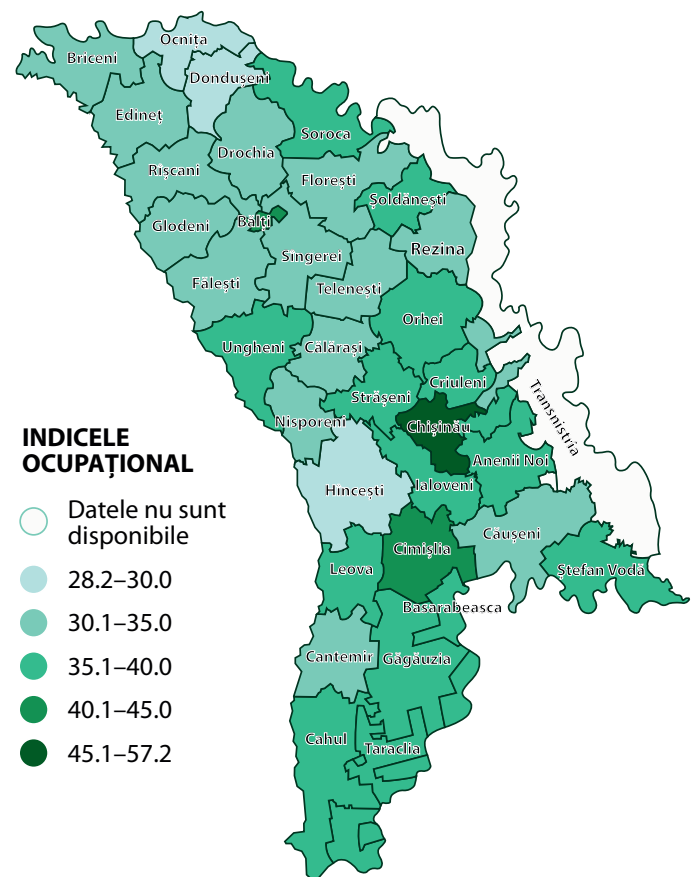 Ocnița
Briceni
Dondușeni
Edineț
Soroca
Drochia
Rîșcani
Florești
Șoldănești
Glodeni
Bălți
Rezina
Sîngerei
Fălești
Telenești
Orhei
Ungheni
Călărași
Criuleni
Strășeni
Transnistria
Nisporeni
Chișinău
Anenii Noi
Ialoveni
Hîncești
Căușeni
Cimișlia
Leova
Ștefan Vodă
Basarabeasca
Cantemir
Găgăuzia
Cahul
Taraclia
INDICELE
OCUPAȚIONAL
Datele nu sunt
disponibile
28.2–30.0
30.1–35.0
35.1–40.0
40.1–45.0
45.1–57.2